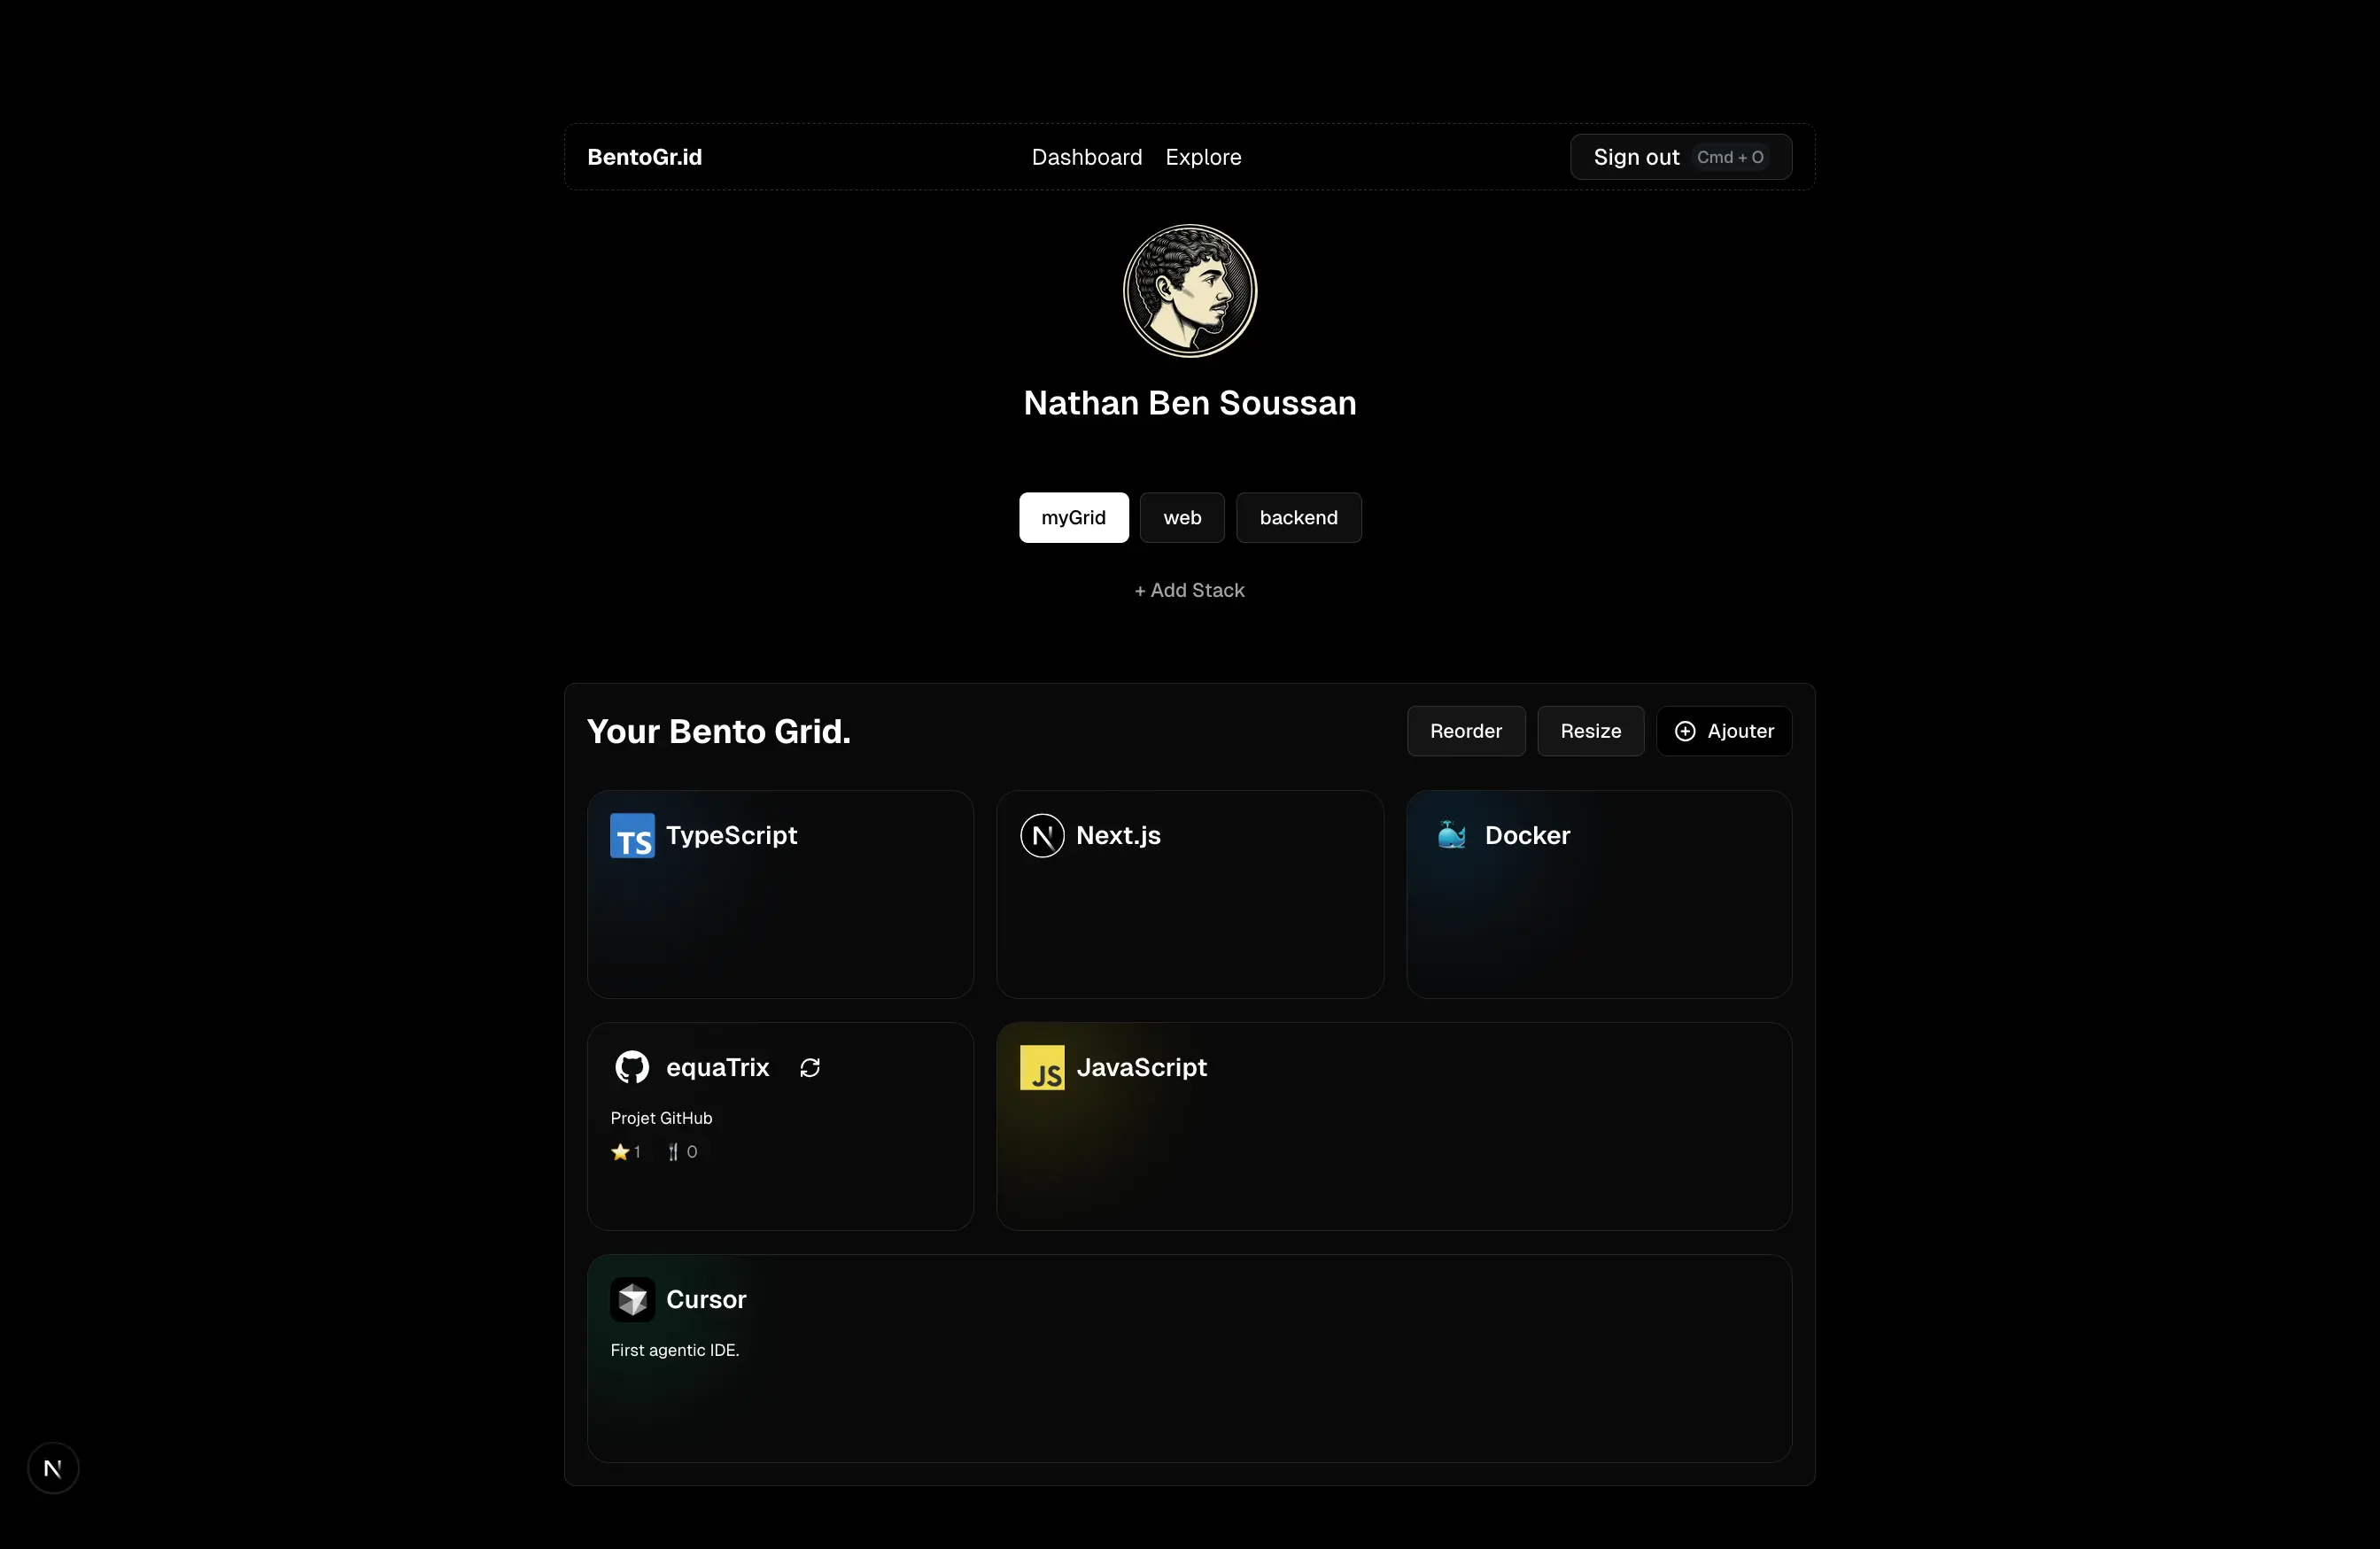 BentoGr.id
Dashboard Explore
Sign out Cmd + O
Nathan Ben Soussan
myGrid web backend
+ Add Stack
Your Bento Grid.
Reorder Resize Ajouter
TS TypeScript
N Next.js
Docker
equaTrix
Projet GitHub
1 0
JS JavaScript
Cursor
First agentic IDE.
N